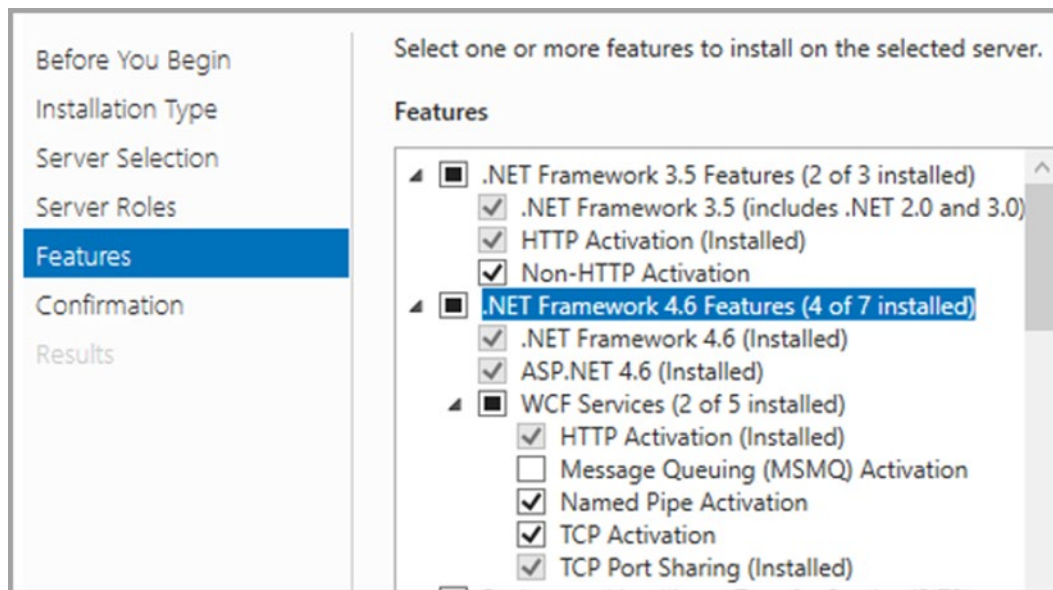 Before You Begin
Installation Type
Server Selection
Server Roles
Features
Confirmation
Results
Select one or more features to install on the selected server.
Features
.NET Framework 3.5 Features (2 of 3 installed)
.NET Framework 3.5 (includes .NET 2.0 and 3.0)
HTTP Activation (Installed)
Non-HTTP Activation
.NET Framework 4.6 Features (4 of 7 installed)
.NET Framework 4.6 (Installed)
ASP.NET 4.6 (Installed)
WCF Services (2 of 5 installed)
HTTP Activation (Installed)
Message Queuing (MSMQ) Activation
Named Pipe Activation
TCP Activation
TCP Port Sharing (Installed)